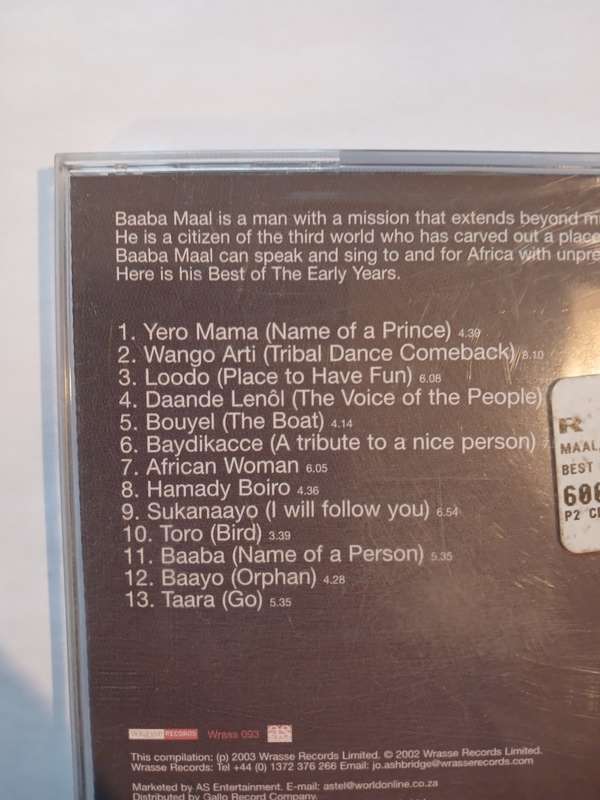 Baaba Maal is a man with a mission that extends beyond
He is a citizen of the third world who has carved out a place
Baaba Maal can speak and sing to and for Africa with
Here is his Best of The Early Years.
1. Yero Mama (Name of a Prince) 4.39
2. Wango Arti (Tribal Dance Comeback) 8.10
3. Loodo (Place to Have Fun) 6.08
4. Daande Lenôl (The Voice of the People)
5. Bouyel (The Boat) 4.14
6. Baydikacce (A tribute to a nice person)
7. African Woman 6.05
8. Hamady Boiro 4.36
9. Sukanaayo (I will follow you) 6.54
10. Toro (Bird) 3.39
11. Baaba (Name of a Person) 5.35
12. Baayo (Orphan) 4.28
13. Taara (Go) 5.35
R
MAAL,
BEST
P2
WRASSE RECORDS Wrass 093
This compilation: (p) 2003 Wrasse Records Limited. © 2002 Wrasse Records Limited.
Wrasse Records: Tel +44 (0) 1372 376 266 Email: jo.ashbridge@wrasserecords.com
Marketed by AS Entertainment. E-mail: astel@worldonline.co.za
Distributed by Gallo Record Company.